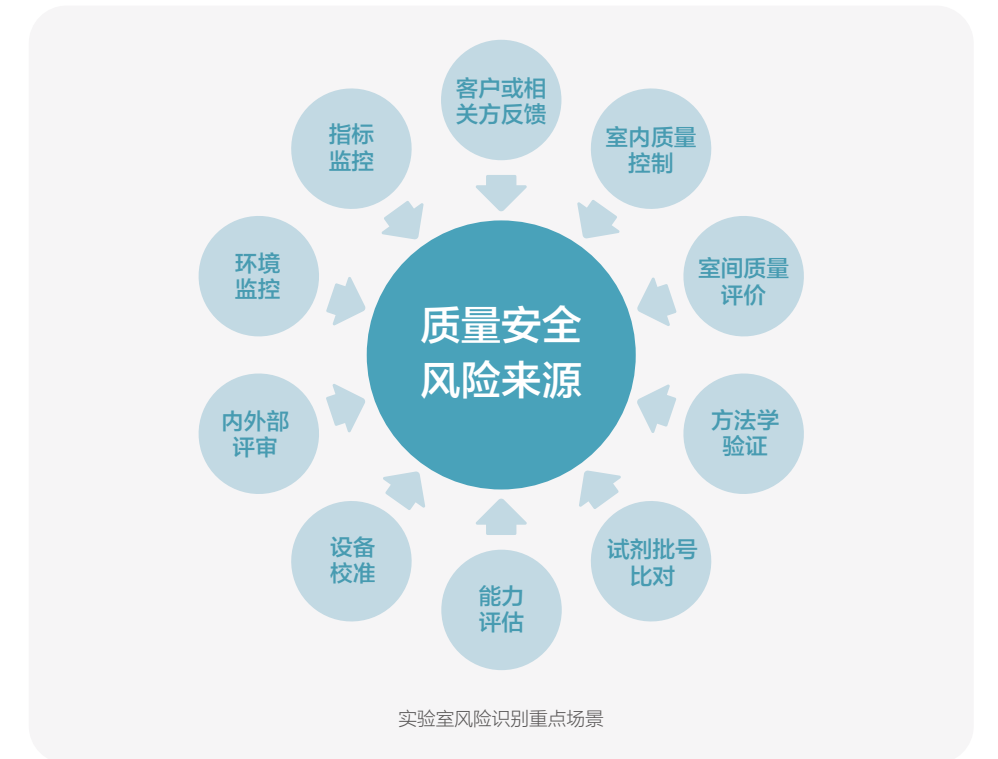 客户或相
关方反馈
室内质量
控制
室间质量
评价
方法学
验证
试剂批号
比对
能力
评估
设备
校准
内外部
评审
环境
监控
指标
监控
质量安全
风险来源
实验室风险识别重点场景